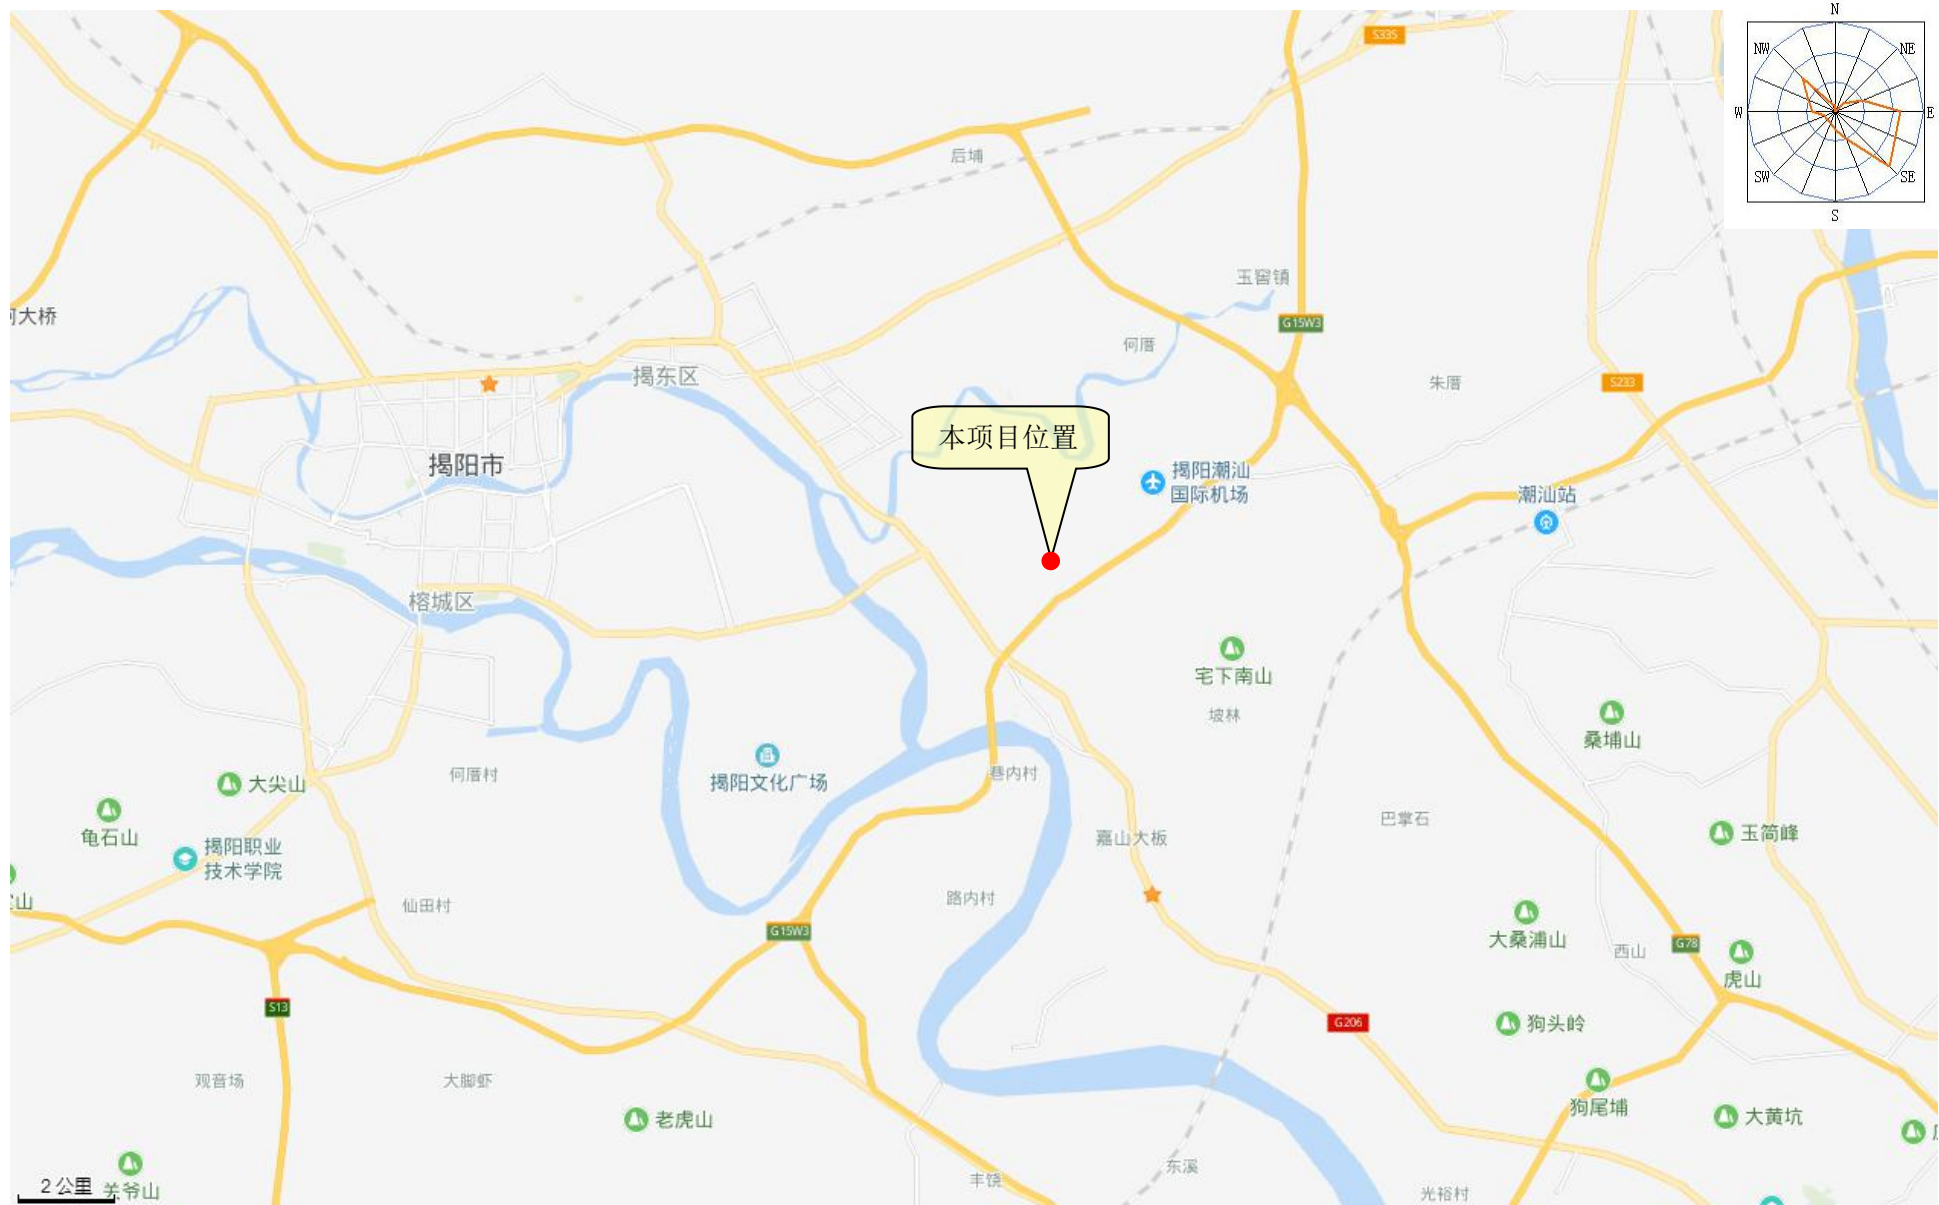 N
S335
NW
NE
W
E
后埔
SW
SE
S
玉窖镇
大桥
G15W3
何厝
揭东区
朱厝
S233
本项目位置
揭阳市
揭阳潮汕
国际机场
潮汕站
榕城区
宅下南山
坡林
桑埔山
揭阳文化广场
何厝村
巷内村
大尖山
龟石山
巴掌石
玉简峰
嘉山大板
揭阳职业
技术学院
山
仙田村
路内村
大桑浦山
G15W3
西山
G78
虎山
S13
G206
狗头岭
观音场
大脚虾
狗尾埔
老虎山
大黄坑
东溪
丰饶
2 公里
羊爷山
光裕村